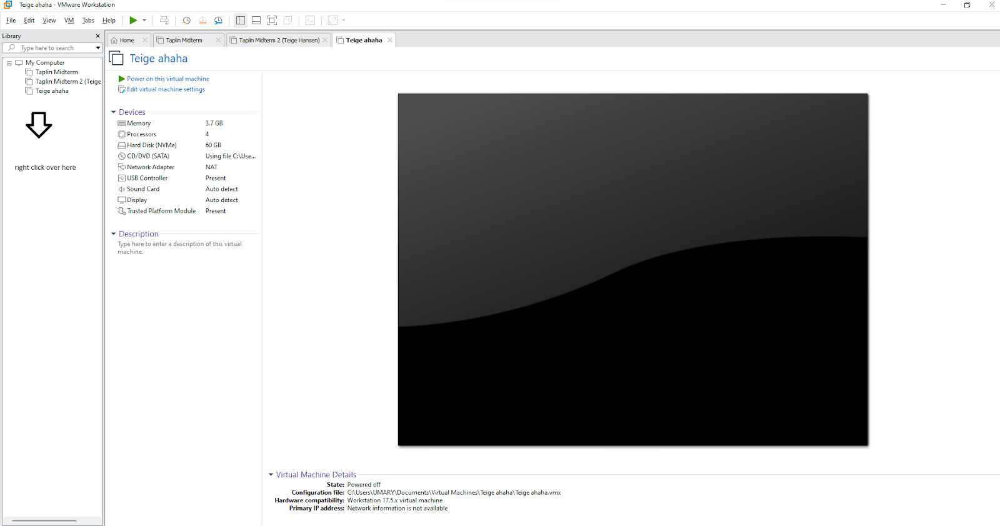 Teige ahaha - VMware Workstation
File Edit View VM Tabs Help
Library
Type here to search
My Computer
Taplin Midterm
Taplin Midterm 2 (Teige
Teige ahaha
right click over here
Home
Taplin Midterm
Taplin Midterm 2 (Teige Hansen)
Teige ahaha
Teige ahaha
Power on this virtual machine
Edit virtual machine settings
Devices
Memory 3.7 GB
Processors 4
Hard Disk (NVMe) 60 GB
CD/DVD (SATA) Using file C:\Use...
Network Adapter NAT
USB Controller Present
Sound Card Auto detect
Display Auto detect
Trusted Platform Module Present
Description
Type here to enter a description of this virtual
machine.
Virtual Machine Details
State: Powered off
Configuration file: C:\Users\UMARY\Documents\Virtual Machines\Teige ahaha\Teige ahaha.vmx
Hardware compatibility: Workstation 17.5.x virtual machine
Primary IP address: Network information is not available